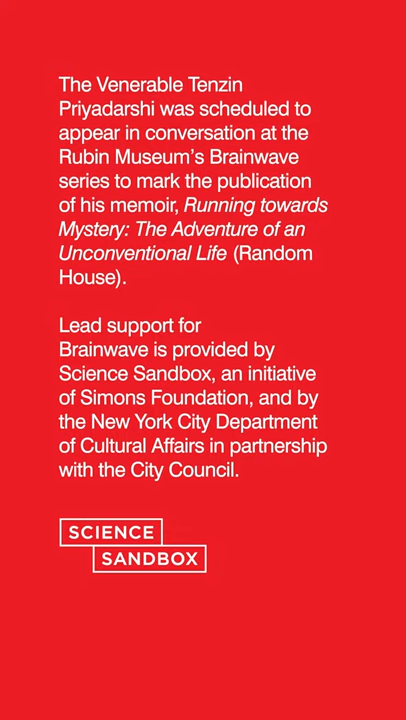 The Venerable Tenzin
Priyadarshi was scheduled to
appear in conversation at the
Rubin Museum’s Brainwave
series to mark the publication
of his memoir, Running towards
Mystery: The Adventure of an
Unconventional Life (Random
House).
Lead support for
Brainwave is provided by
Science Sandbox, an initiative
of Simons Foundation, and by
the New York City Department
of Cultural Affairs in partnership
with the City Council.
SCIENCE
SANDBOX